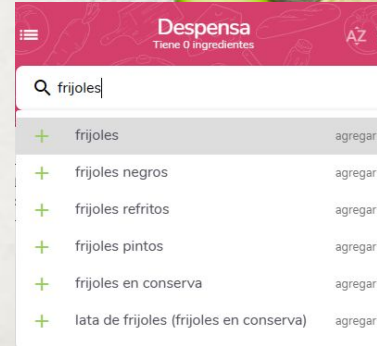 Despensa
Tiene 0 ingredientes
AZ
frijoles
frijoles agregar
frijoles negros agregar
frijoles refritos agregar
frijoles pintos agregar
frijoles en conserva agregar
lata de frijoles (frijoles en conserva) agregar